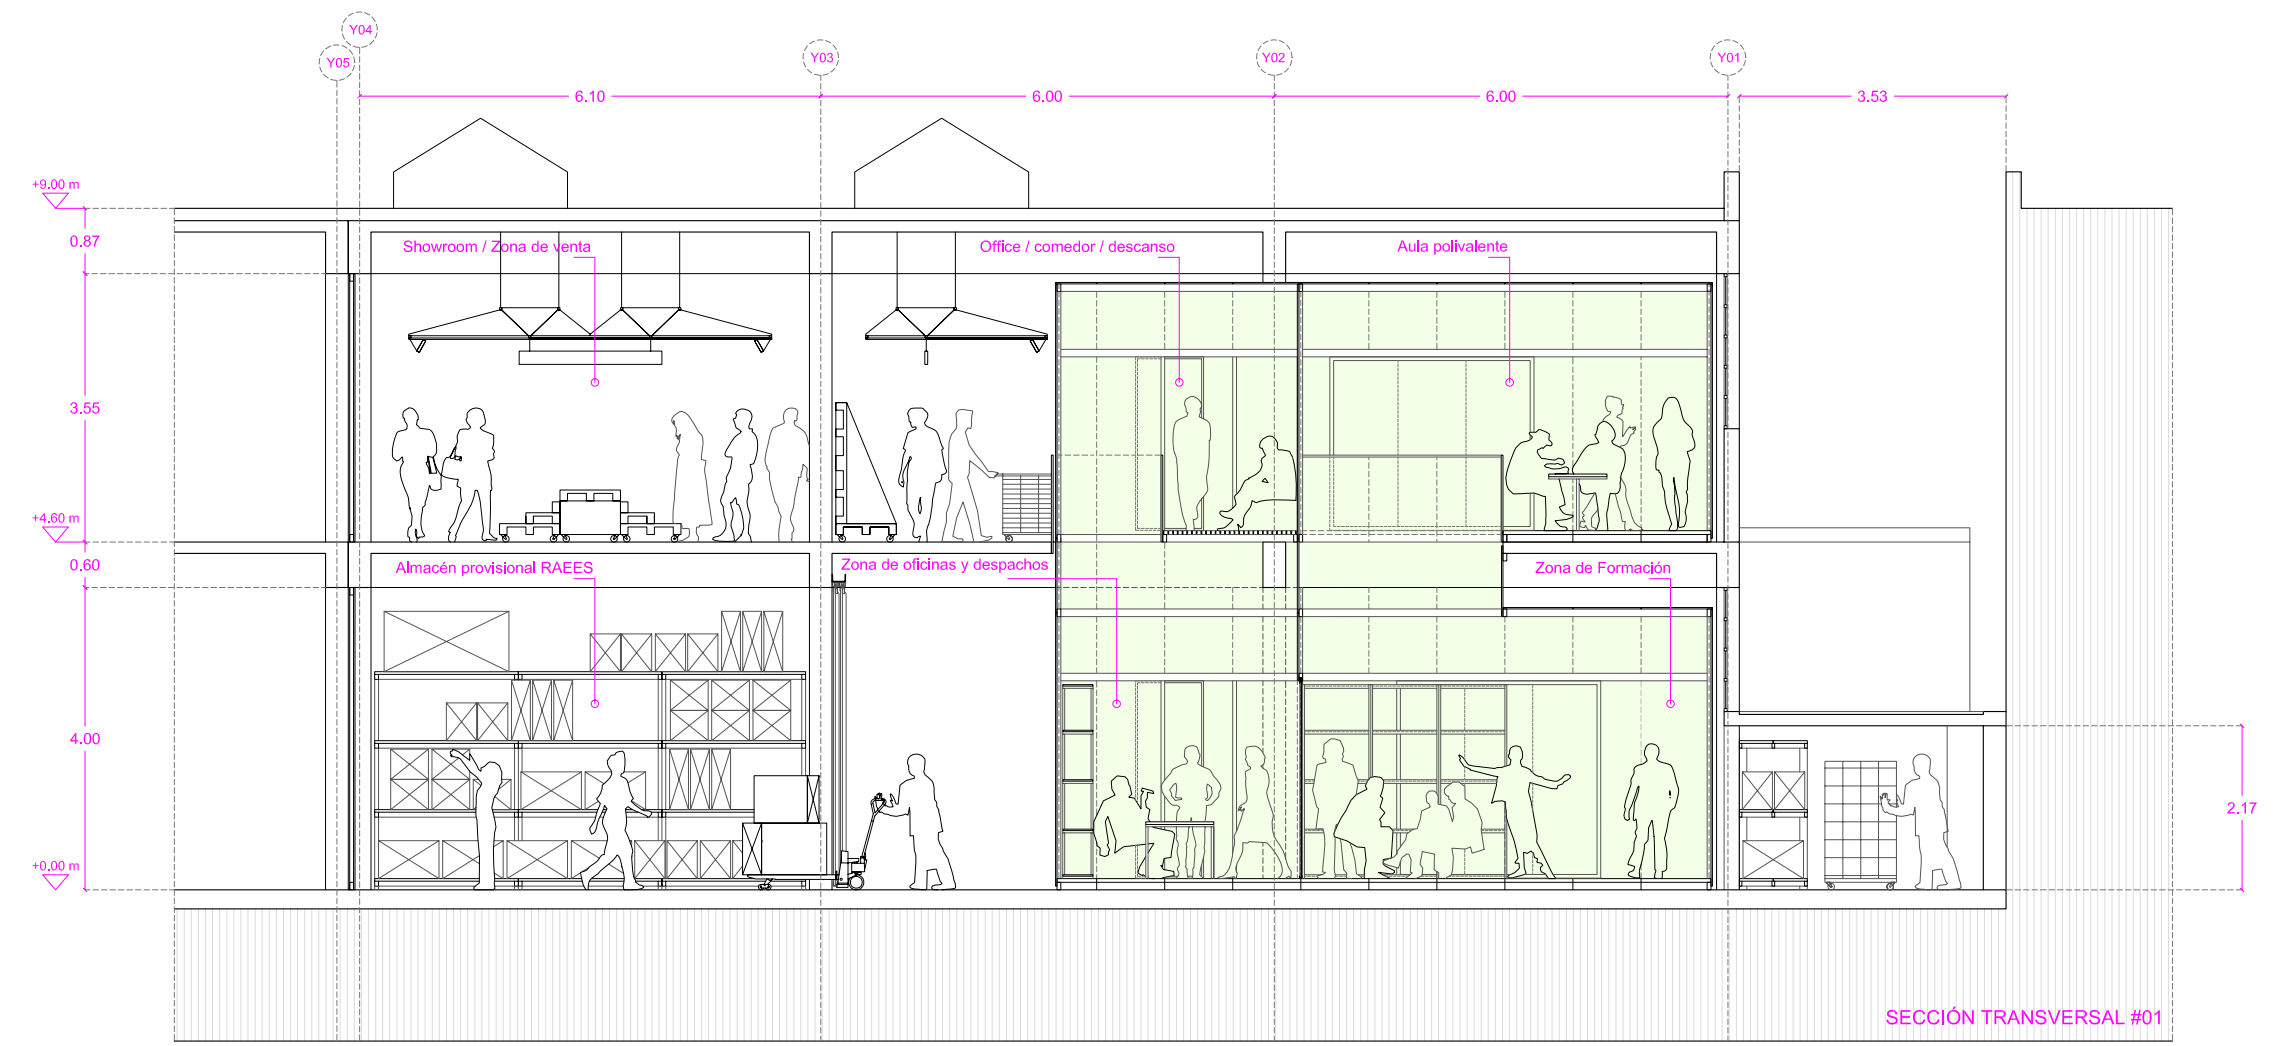 Y04
Y05
Y03
Y02
Y01
6.10
6.00
6.00
3.53
+9.00 m
0.87
Showroom / Zona de venta
Office / comedor / descanso
Aula polivalente
3.55
+4.60 m
0.60
Almacén provisional RAEES
Zona de oficinas y despachos
Zona de Formación
4.00
2.17
+0.00 m
SECCIÓN TRANSVERSAL #01